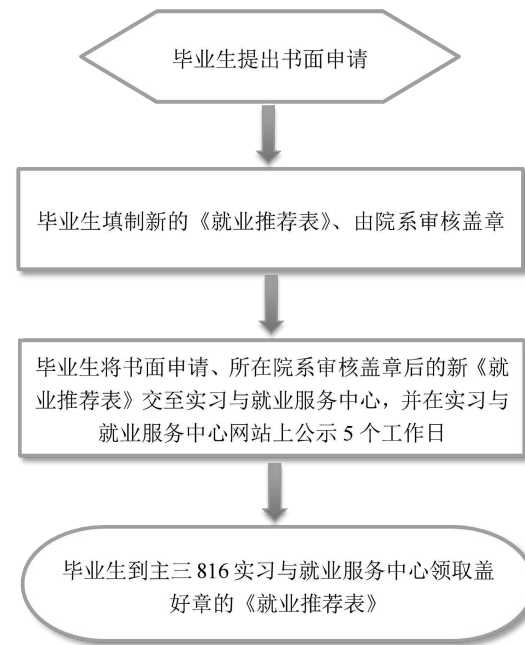 毕业生提出书面申请
毕业生填制新的《就业推荐表》、由院系审核盖章
毕业生将书面申请、所在院系审核盖章后的新《就
业推荐表》交至实习与就业服务中心，并在实习与
就业服务中心网站上公示 5 个工作日
毕业生到主三 816 实习与就业服务中心领取盖
好章的《就业推荐表》